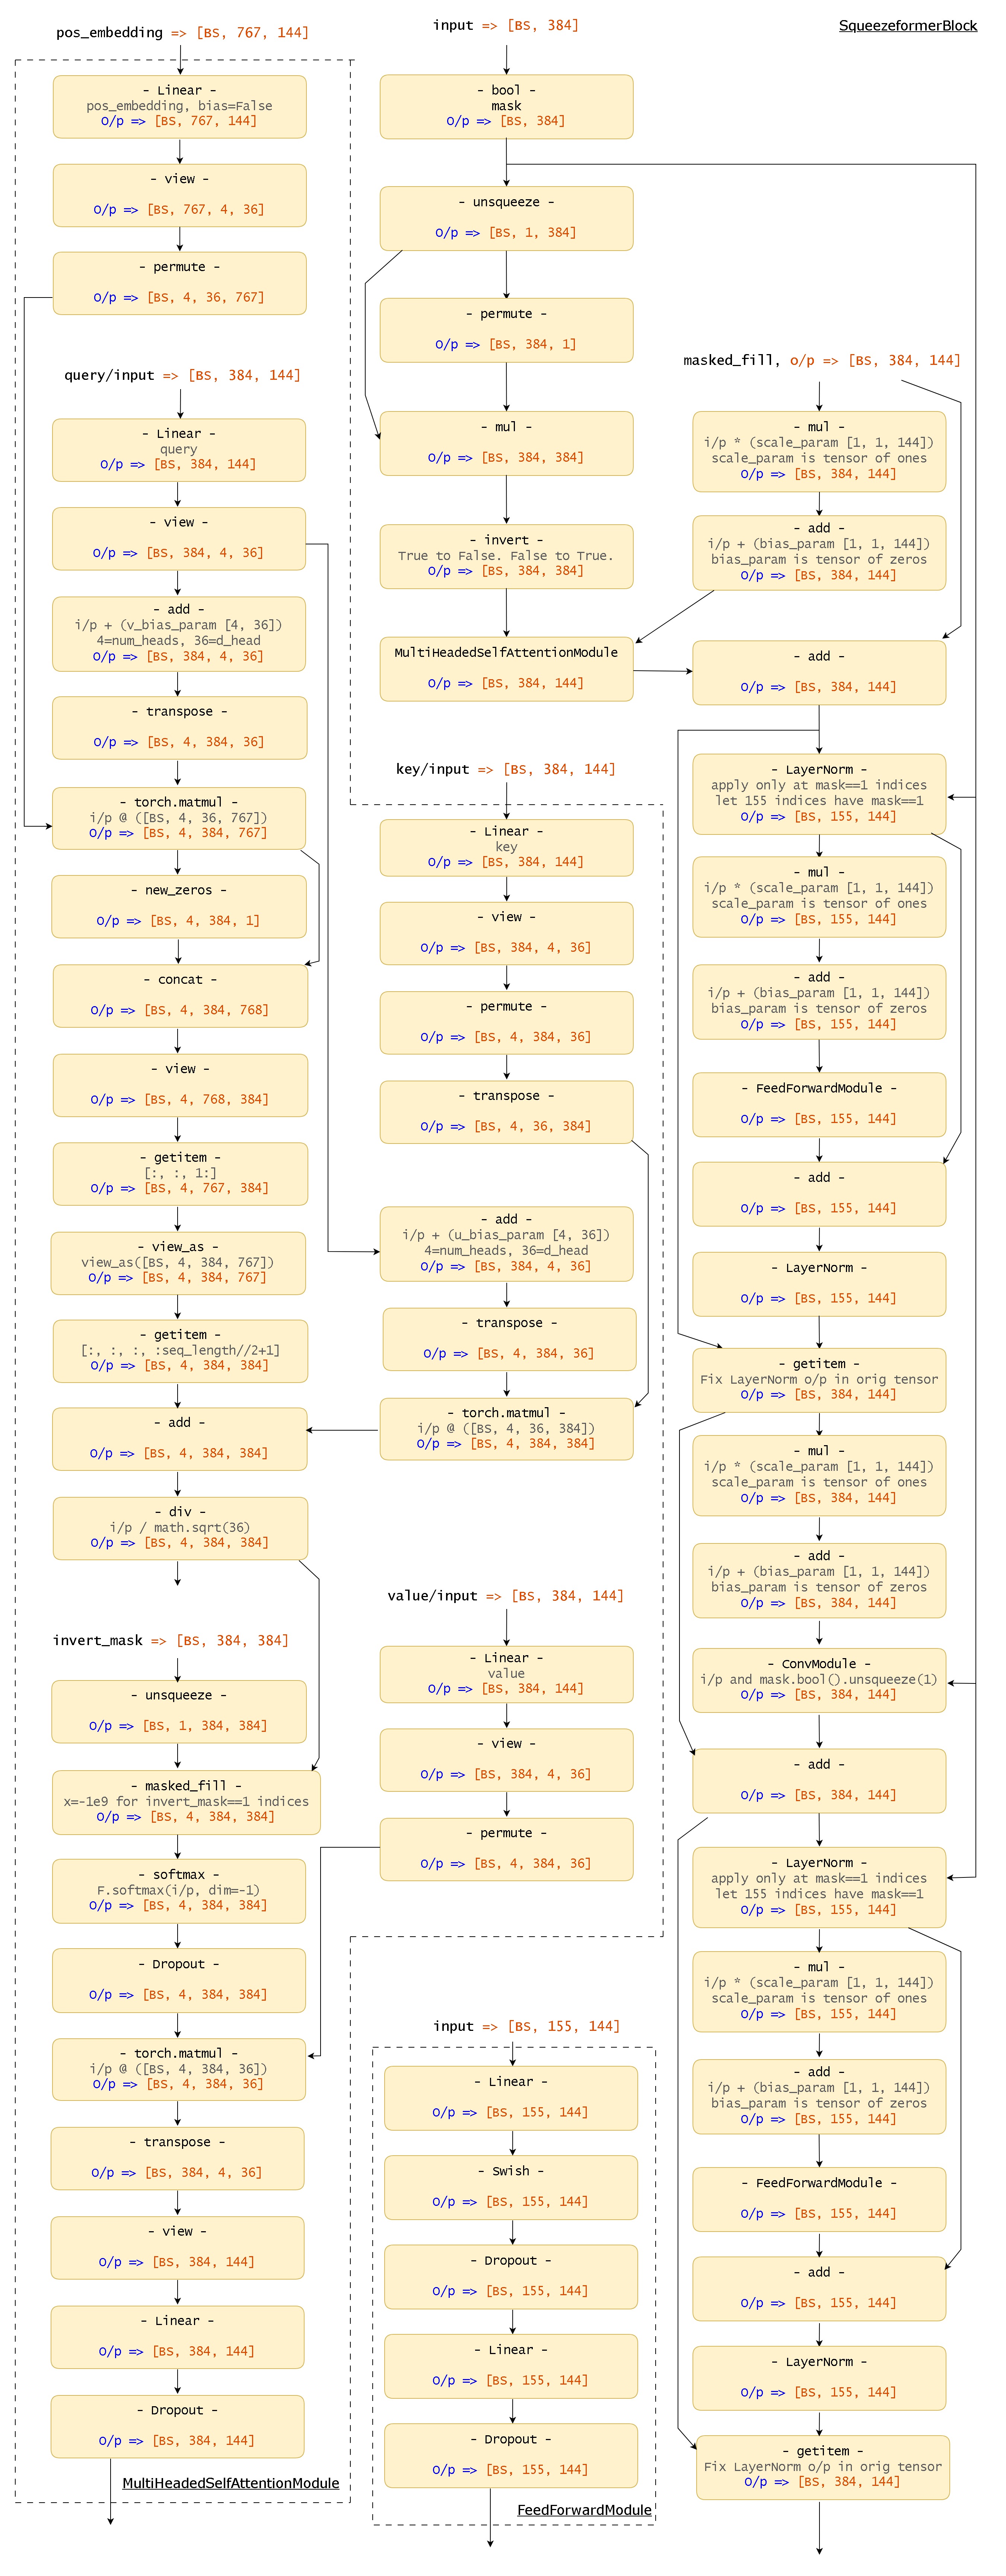 SqueezeformerBlock
pos_embedding => [BS, 767, 144]
- Linear -
pos_embedding, bias=False
O/p => [BS, 767, 144]
- view -
O/p => [BS, 767, 4, 36]
- permute -
O/p => [BS, 4, 36, 767]
query/input => [BS, 384, 144]
- Linear -
query
O/p => [BS, 384, 144]
- view -
O/p => [BS, 384, 4, 36]
- add -
i/p + (v_bias_param [4, 36])
4=num_heads, 36=d_head
O/p => [BS, 384, 4, 36]
- transpose -
O/p => [BS, 4, 384, 36]
- torch.matmul -
i/p @ ([BS, 4, 36, 767])
O/p => [BS, 4, 384, 767]
- new_zeros -
O/p => [BS, 4, 384, 1]
- concat -
O/p => [BS, 4, 384, 768]
- view -
O/p => [BS, 4, 768, 384]
- getitem -
[:, :, 1:]
O/p => [BS, 4, 767, 384]
- view_as -
view_as([BS, 4, 384, 767])
O/p => [BS, 4, 384, 767]
- getitem -
[:, :, :, :seq_length//2+1]
O/p => [BS, 4, 384, 384]
- add -
O/p => [BS, 4, 384, 384]
- div -
i/p / math.sqrt(36)
O/p => [BS, 4, 384, 384]
invert_mask => [BS, 384, 384]
- unsqueeze -
O/p => [BS, 1, 384, 384]
- masked_fill -
x=-1e9 for invert_mask==1 indices
O/p => [BS, 4, 384, 384]
- softmax -
F.softmax(i/p, dim=-1)
O/p => [BS, 4, 384, 384]
- Dropout -
O/p => [BS, 4, 384, 384]
- torch.matmul -
i/p @ ([BS, 4, 384, 36])
O/p => [BS, 4, 384, 36]
- transpose -
O/p => [BS, 384, 4, 36]
- view -
O/p => [BS, 384, 144]
- Linear -
O/p => [BS, 384, 144]
- Dropout -
O/p => [BS, 384, 144]
MultiHeadedSelfAttentionModule
input => [BS, 384]
- bool -
mask
O/p => [BS, 384]
- unsqueeze -
O/p => [BS, 1, 384]
- permute -
O/p => [BS, 384, 1]
- mul -
O/p => [BS, 384, 384]
- invert -
True to False. False to True.
O/p => [BS, 384, 384]
MultiHeadedSelfAttentionModule
O/p => [BS, 384, 144]
key/input => [BS, 384, 144]
- Linear -
key
O/p => [BS, 384, 144]
- view -
O/p => [BS, 384, 4, 36]
- permute -
O/p => [BS, 4, 384, 36]
- transpose -
O/p => [BS, 4, 36, 384]
- add -
i/p + (u_bias_param [4, 36])
4=num_heads, 36=d_head
O/p => [BS, 384, 4, 36]
- transpose -
O/p => [BS, 4, 384, 36]
- torch.matmul -
i/p @ ([BS, 4, 36, 384])
O/p => [BS, 4, 384, 384]
value/input => [BS, 384, 144]
- Linear -
value
O/p => [BS, 384, 144]
- view -
O/p => [BS, 384, 4, 36]
- permute -
O/p => [BS, 4, 384, 36]
input => [BS, 155, 144]
- Linear -
O/p => [BS, 155, 144]
- Swish -
O/p => [BS, 155, 144]
- Dropout -
O/p => [BS, 155, 144]
- Linear -
O/p => [BS, 155, 144]
- Dropout -
O/p => [BS, 155, 144]
FeedForwardModule
masked_fill, o/p => [BS, 384, 144]
- mul -
i/p * (scale_param [1, 1, 144])
scale_param is tensor of ones
O/p => [BS, 384, 144]
- add -
i/p + (bias_param [1, 1, 144])
bias_param is tensor of zeros
O/p => [BS, 384, 144]
- add -
O/p => [BS, 384, 144]
- LayerNorm -
apply only at mask==1 indices
let 155 indices have mask==1
O/p => [BS, 155, 144]
- mul -
i/p * (scale_param [1, 1, 144])
scale_param is tensor of ones
O/p => [BS, 155, 144]
- add -
i/p + (bias_param [1, 1, 144])
bias_param is tensor of zeros
O/p => [BS, 155, 144]
- FeedForwardModule -
O/p => [BS, 155, 144]
- add -
O/p => [BS, 155, 144]
- LayerNorm -
O/p => [BS, 155, 144]
- getitem -
Fix LayerNorm o/p in orig tensor
O/p => [BS, 384, 144]
- mul -
i/p * (scale_param [1, 1, 144])
scale_param is tensor of ones
O/p => [BS, 384, 144]
- add -
i/p + (bias_param [1, 1, 144])
bias_param is tensor of zeros
O/p => [BS, 384, 144]
- ConvModule -
i/p and mask.bool().unsqueeze(1)
O/p => [BS, 384, 144]
- add -
O/p => [BS, 384, 144]
- LayerNorm -
apply only at mask==1 indices
let 155 indices have mask==1
O/p => [BS, 155, 144]
- mul -
i/p * (scale_param [1, 1, 144])
scale_param is tensor of ones
O/p => [BS, 155, 144]
- add -
i/p + (bias_param [1, 1, 144])
bias_param is tensor of zeros
O/p => [BS, 155, 144]
- FeedForwardModule -
O/p => [BS, 155, 144]
- add -
O/p => [BS, 155, 144]
- LayerNorm -
O/p => [BS, 155, 144]
- getitem -
Fix LayerNorm o/p in orig tensor
O/p => [BS, 384, 144]